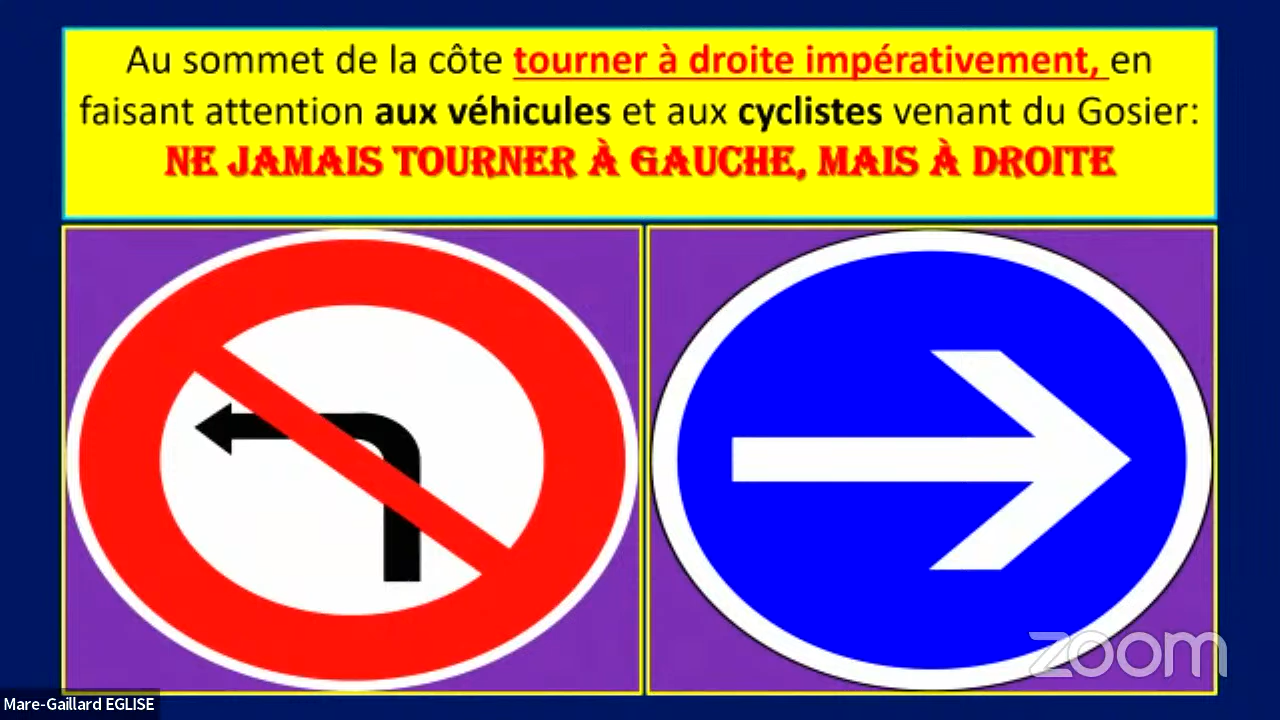 Au sommet de la côte tourner à droite impérativement, en
faisant attention aux véhicules et aux cyclistes venant du Gosier:
NE JAMAIS TOURNER À GAUCHE, MAIS À DROITE
zoom
Mare-Gaillard EGLISE